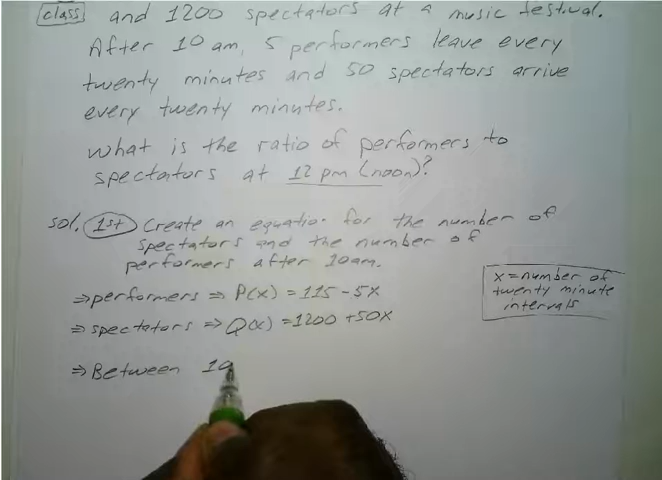 class and 1200 spectators at a music festival.
After 10 am, 5 performers leave every
twenty minutes and 50 spectators arrive
every twenty minutes.
What is the ratio of performers to
spectators at 12 pm (noon)?
Sol. 1st Create an equation for the number of
spectators and the number of
performers after 10am.
⇒ performers ⇒ P(x) = 115 - 5x
⇒ spectators ⇒ Q(x) = 1200 + 50x
x = number of
twenty minute
intervals
⇒ Between 10